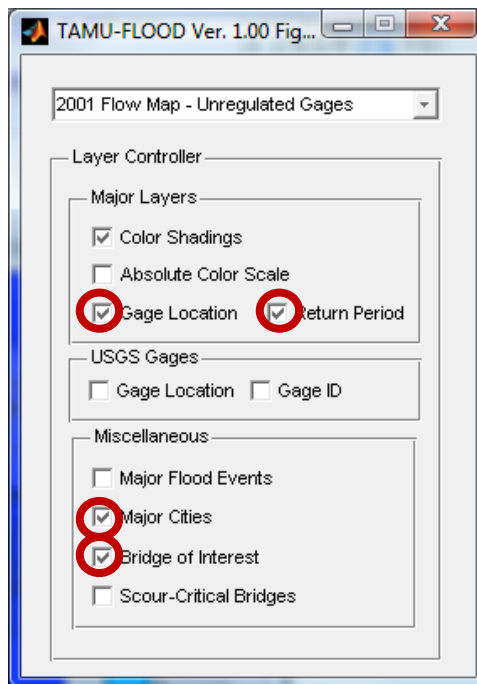 TAMU-FLOOD Ver. 1.00 Fig...
2001 Flow Map - Unregulated Gages
Layer Controller
Major Layers
Color Shadings
Absolute Color Scale
Gage Location Return Period
USGS Gages
Gage Location Gage ID
Miscellaneous
Major Flood Events
Major Cities
Bridge of Interest
Scour-Critical Bridges